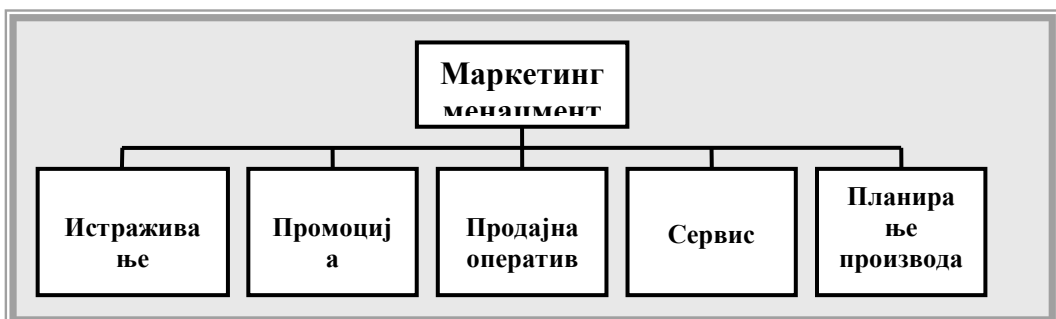 Маркетинг
менаџмент
Истражива
ње
Промоциј
а
Продајна
оператив
Сервис
Планира
ње
производа